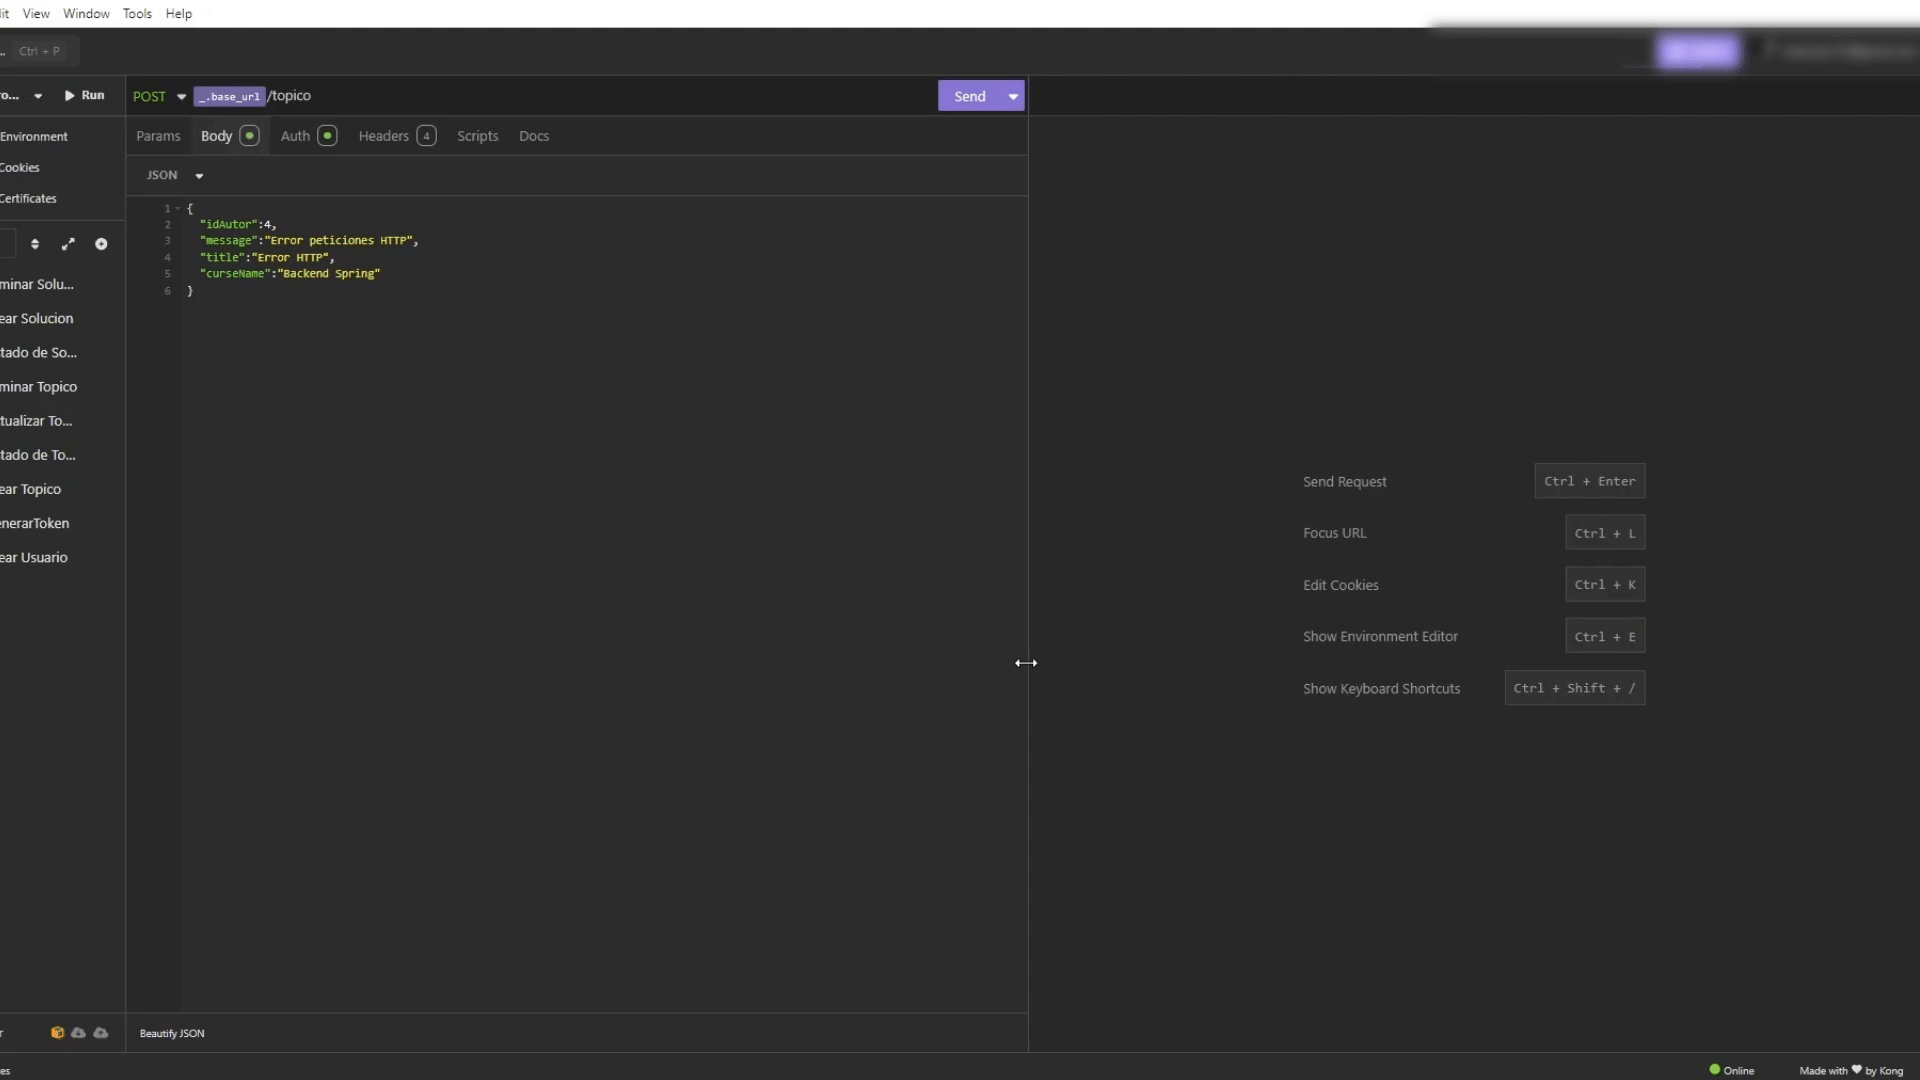 it View Window Tools Help
... Ctrl + P
o... Run
POST _.base_url /topico Send
Environment
Cookies
Certificates
Params Body Auth Headers 4 Scripts Docs
JSON
1 {
2 "idAutor":4,
3 "message":"Error peticiones HTTP",
4 "title":"Error HTTP",
5 "curseName":"Backend Spring"
6 }
minar Solu...
ear Solucion
tado de So...
minar Topico
tualizar To...
tado de To...
ear Topico
enerarToken
ear Usuario
Send Request Ctrl + Enter
Focus URL Ctrl + L
Edit Cookies Ctrl + K
Show Environment Editor Ctrl + E
Show Keyboard Shortcuts Ctrl + Shift + /
r
Beautify JSON
es
Online
Made with ♥ by Kong